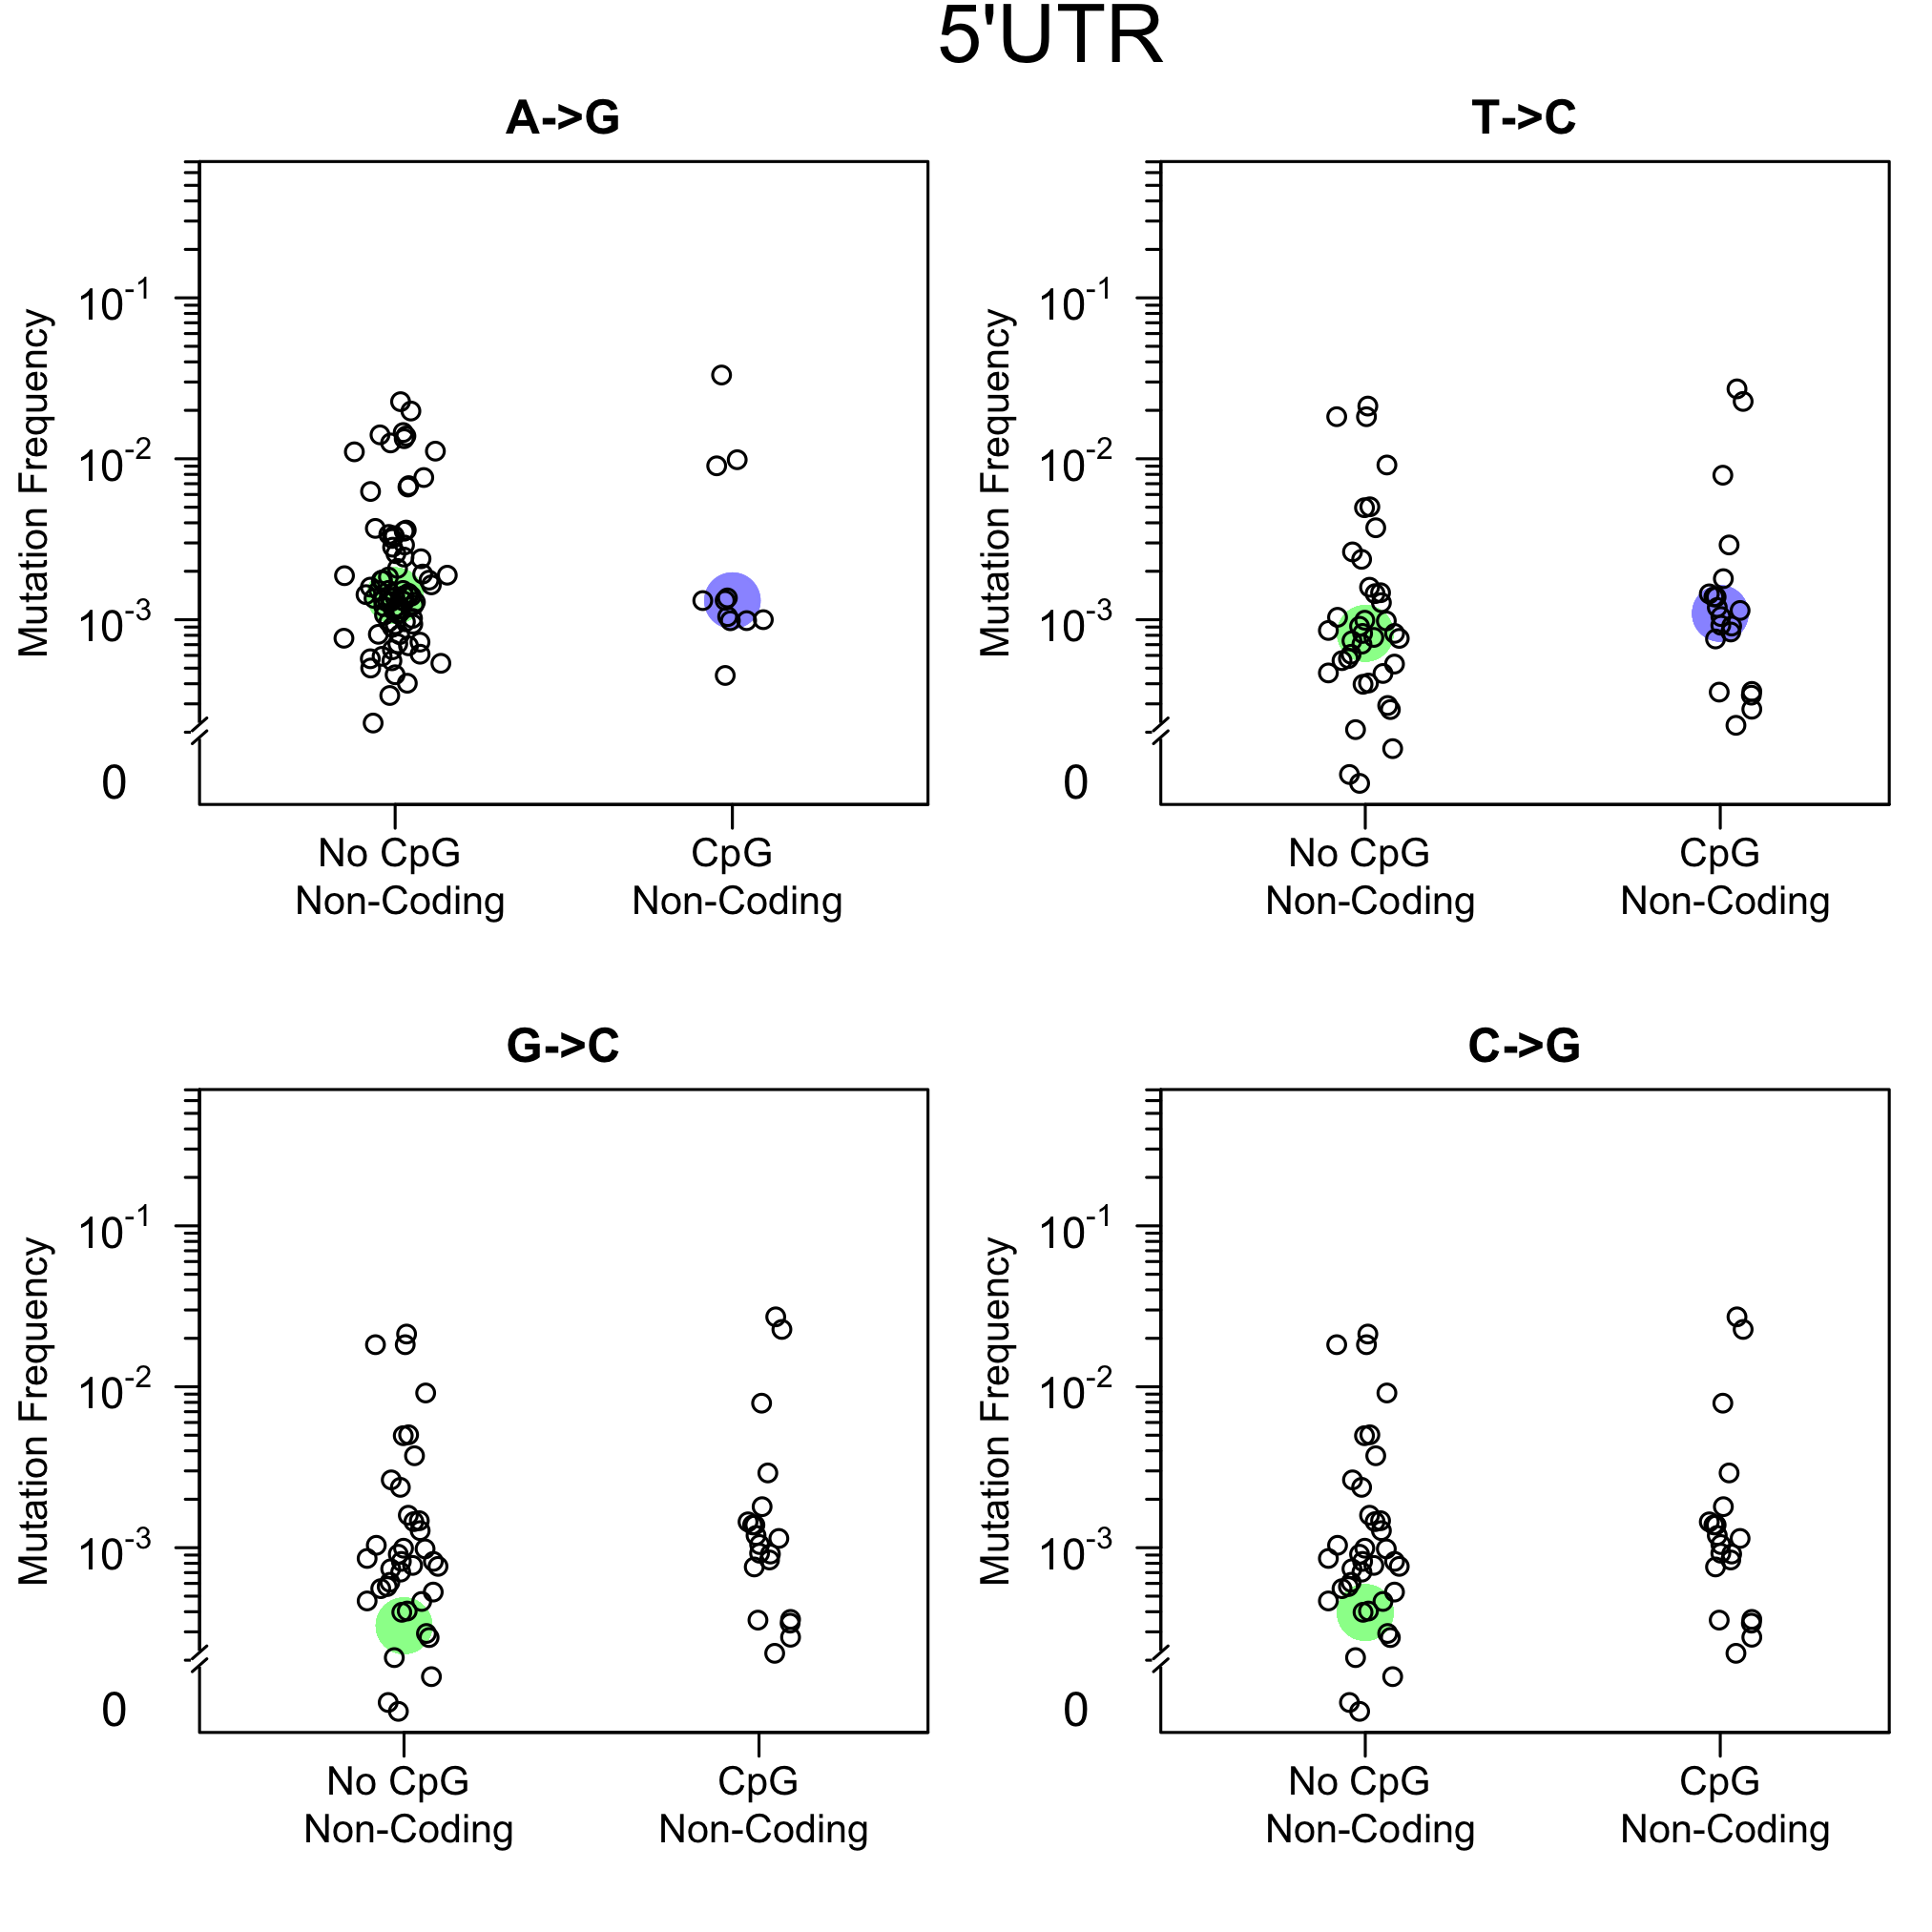 5'UTR
A->G
Mutation Frequency
10-1
10-2
10-3
0
No CpG
Non-Coding
CpG
Non-Coding
T->C
Mutation Frequency
10-1
10-2
10-3
0
No CpG
Non-Coding
CpG
Non-Coding
G->C
Mutation Frequency
10-1
10-2
10-3
0
No CpG
Non-Coding
CpG
Non-Coding
C->G
Mutation Frequency
10-1
10-2
10-3
0
No CpG
Non-Coding
CpG
Non-Coding